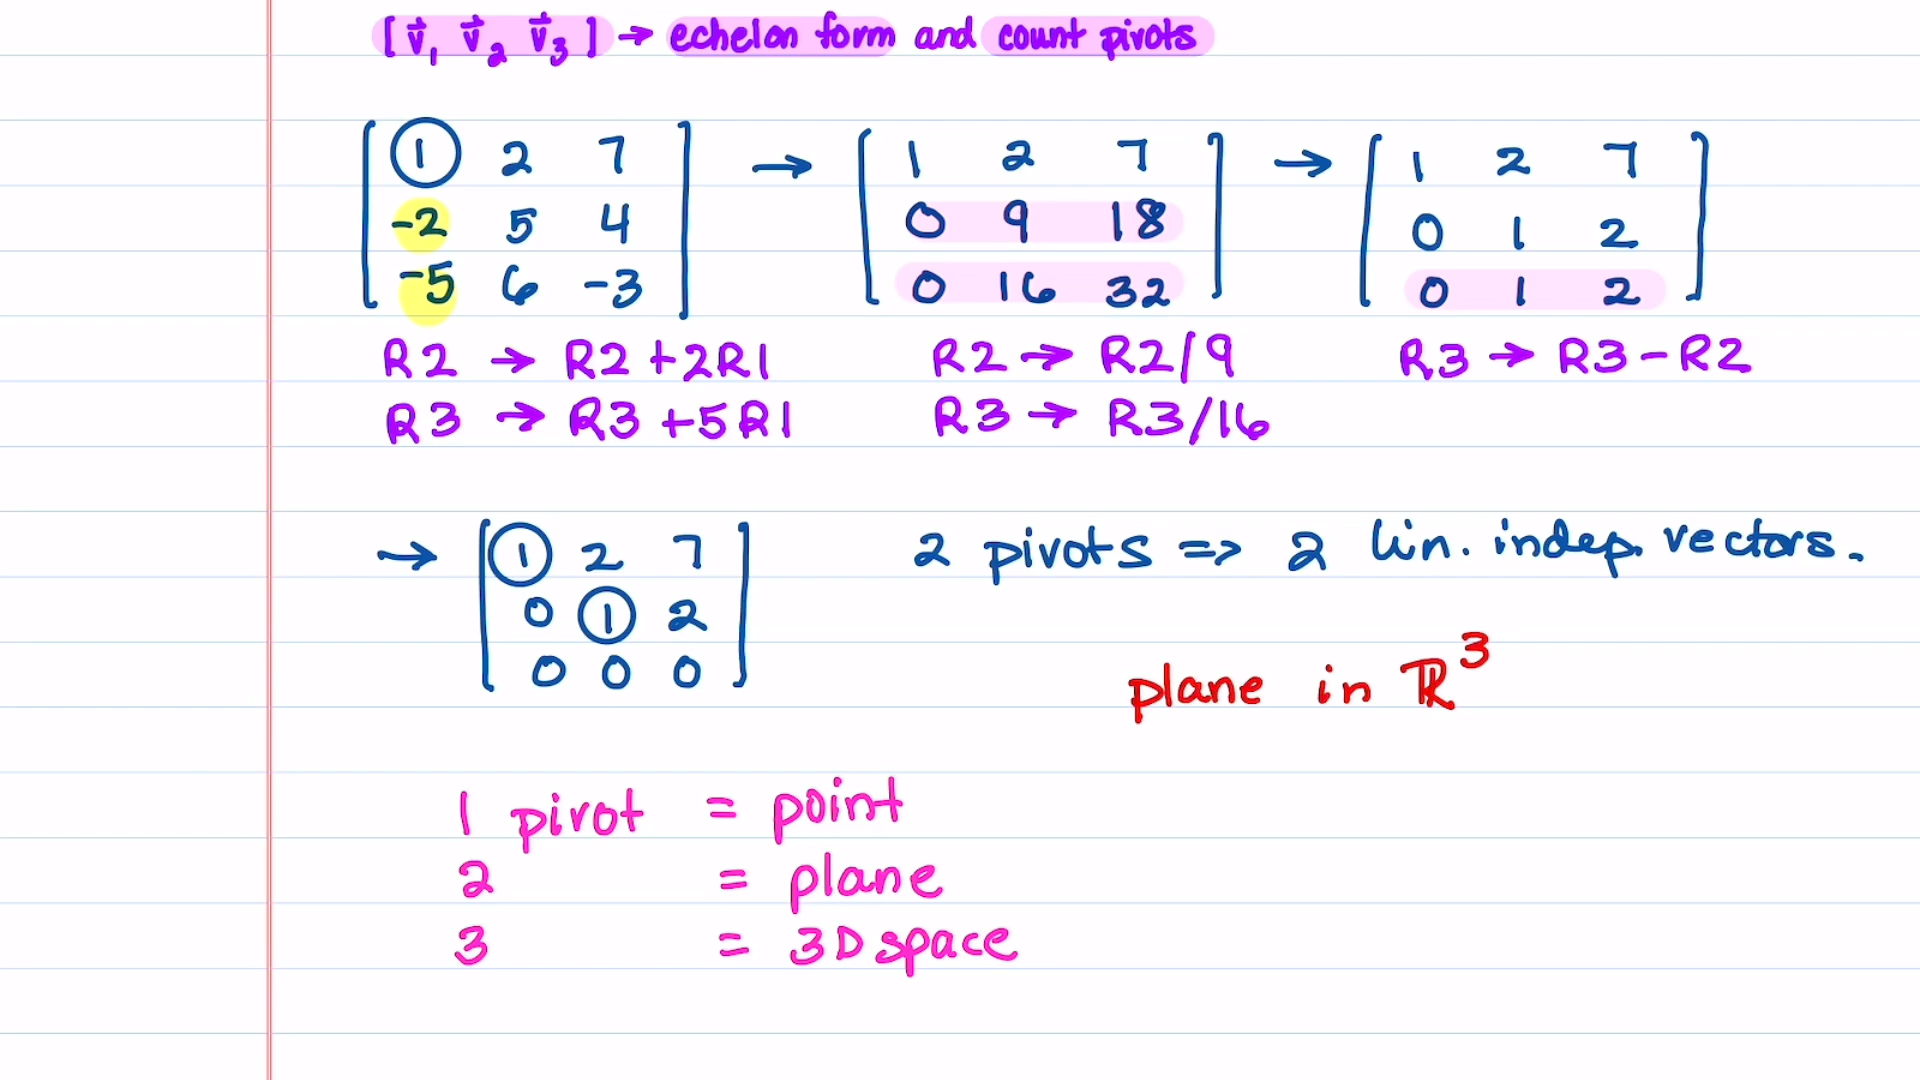 [v⃗₁ v⃗₂ v⃗₃] → echelon form and count pivots
[1 2 7] → [1 2 7] → [1 2 7]
[-2 5 4] [0 9 18] [0 1 2]
[-5 6 -3] [0 16 32] [0 1 2]
R2 → R2+2R1 R2 → R2/9 R3 → R3-R2
R3 → R3+5R1 R3 → R3/16
→ [1 2 7] 2 pivots => 2 lin. indep. vectors.
[0 1 2]
[0 0 0] plane in ℝ³
1 pivot = point
2 = plane
3 = 3D space